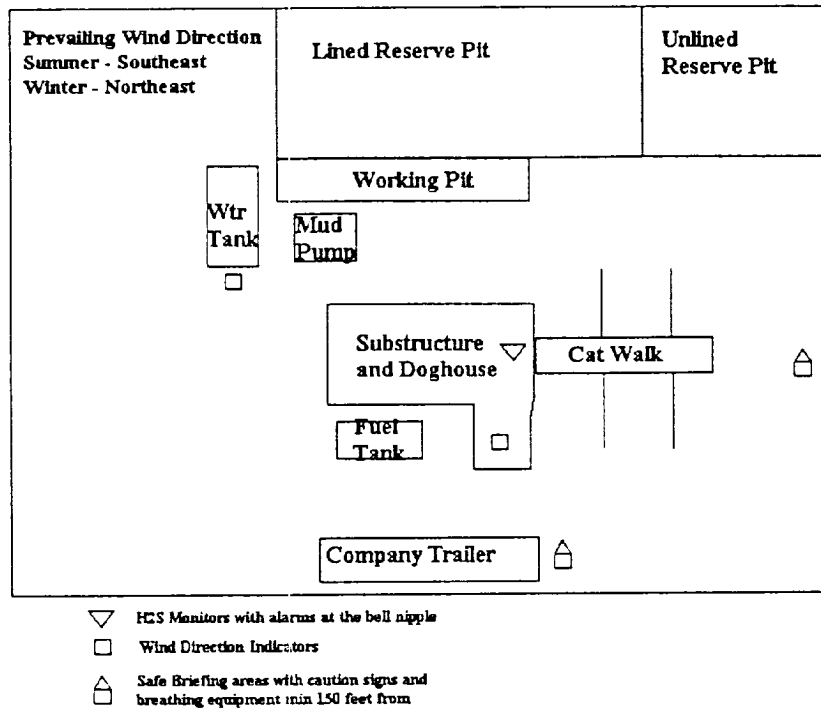 Prevailing Wind Direction
Summer - Southeast
Winter - Northeast
Lined Reserve Pit
Unlined
Reserve Pit
Working Pit
Wtr
Tank
Mud
Pump
Substructure
and Doghouse
Cat Walk
Fuel
Tank
Company Trailer
H2S Monitors with alarms at the bell nipple
Wind Direction Indicators
Safe Briefing areas with caution signs and
breathing equipment min 150 feet from